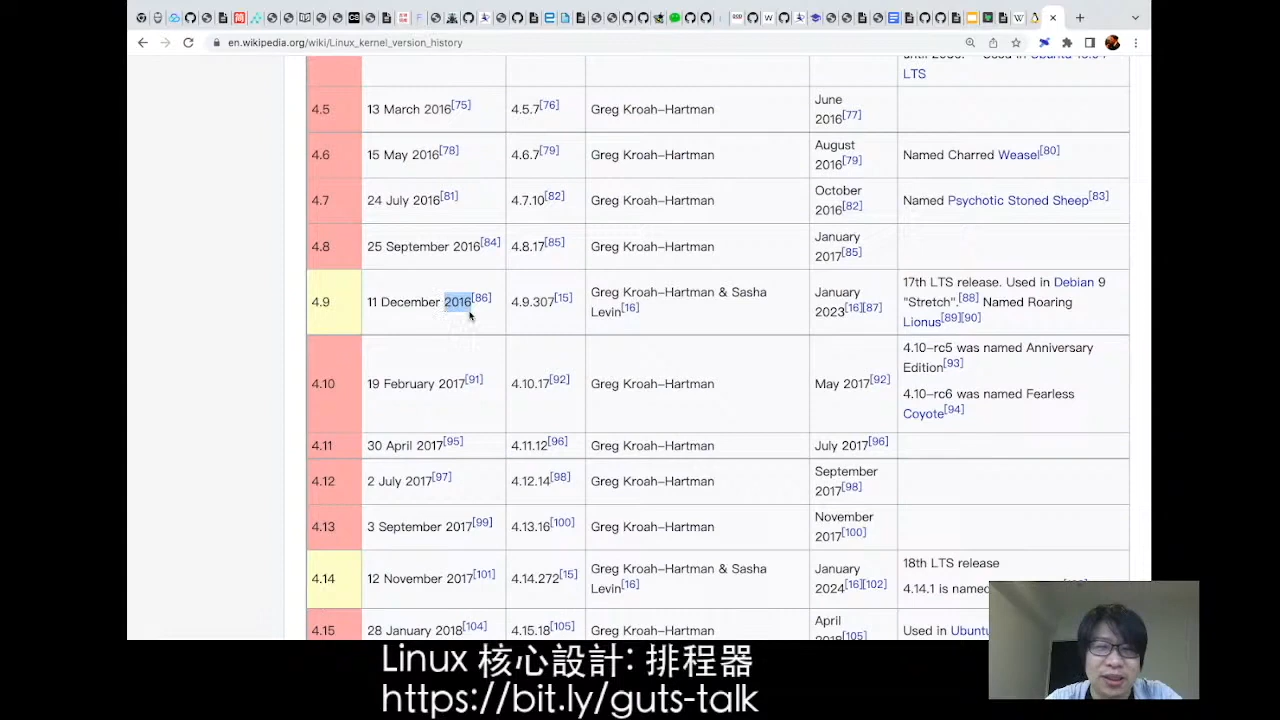 en.wikipedia.org/wiki/Linux_kernel_version_history
LTS
4.5 13 March 2016[75] 4.5.7[76] Greg Kroah-Hartman June 2016[77]
4.6 15 May 2016[78] 4.6.7[79] Greg Kroah-Hartman August 2016[79] Named Charred Weasel[80]
4.7 24 July 2016[81] 4.7.10[82] Greg Kroah-Hartman October 2016[82] Named Psychotic Stoned Sheep[83]
4.8 25 September 2016[84] 4.8.17[85] Greg Kroah-Hartman January 2017[85]
4.9 11 December 2016[86] 4.9.307[15] Greg Kroah-Hartman & Sasha Levin[16] January 2023[16][87] 17th LTS release. Used in Debian 9 "Stretch".[88] Named Roaring Lionus[89][90]
4.10 19 February 2017[91] 4.10.17[92] Greg Kroah-Hartman May 2017[92] 4.10-rc5 was named Anniversary Edition[93]
4.10-rc6 was named Fearless Coyote[94]
4.11 30 April 2017[95] 4.11.12[96] Greg Kroah-Hartman July 2017[96]
4.12 2 July 2017[97] 4.12.14[98] Greg Kroah-Hartman September 2017[98]
4.13 3 September 2017[99] 4.13.16[100] Greg Kroah-Hartman November 2017[100]
4.14 12 November 2017[101] 4.14.272[15] Greg Kroah-Hartman & Sasha Levin[16] January 2024[16][102] 18th LTS release
4.14.1 is named
4.15 28 January 2018[104] 4.15.18[105] Greg Kroah-Hartman April 2018[105] Used in Ubuntu
Linux 核心設計: 排程器
https://bit.ly/guts-talk